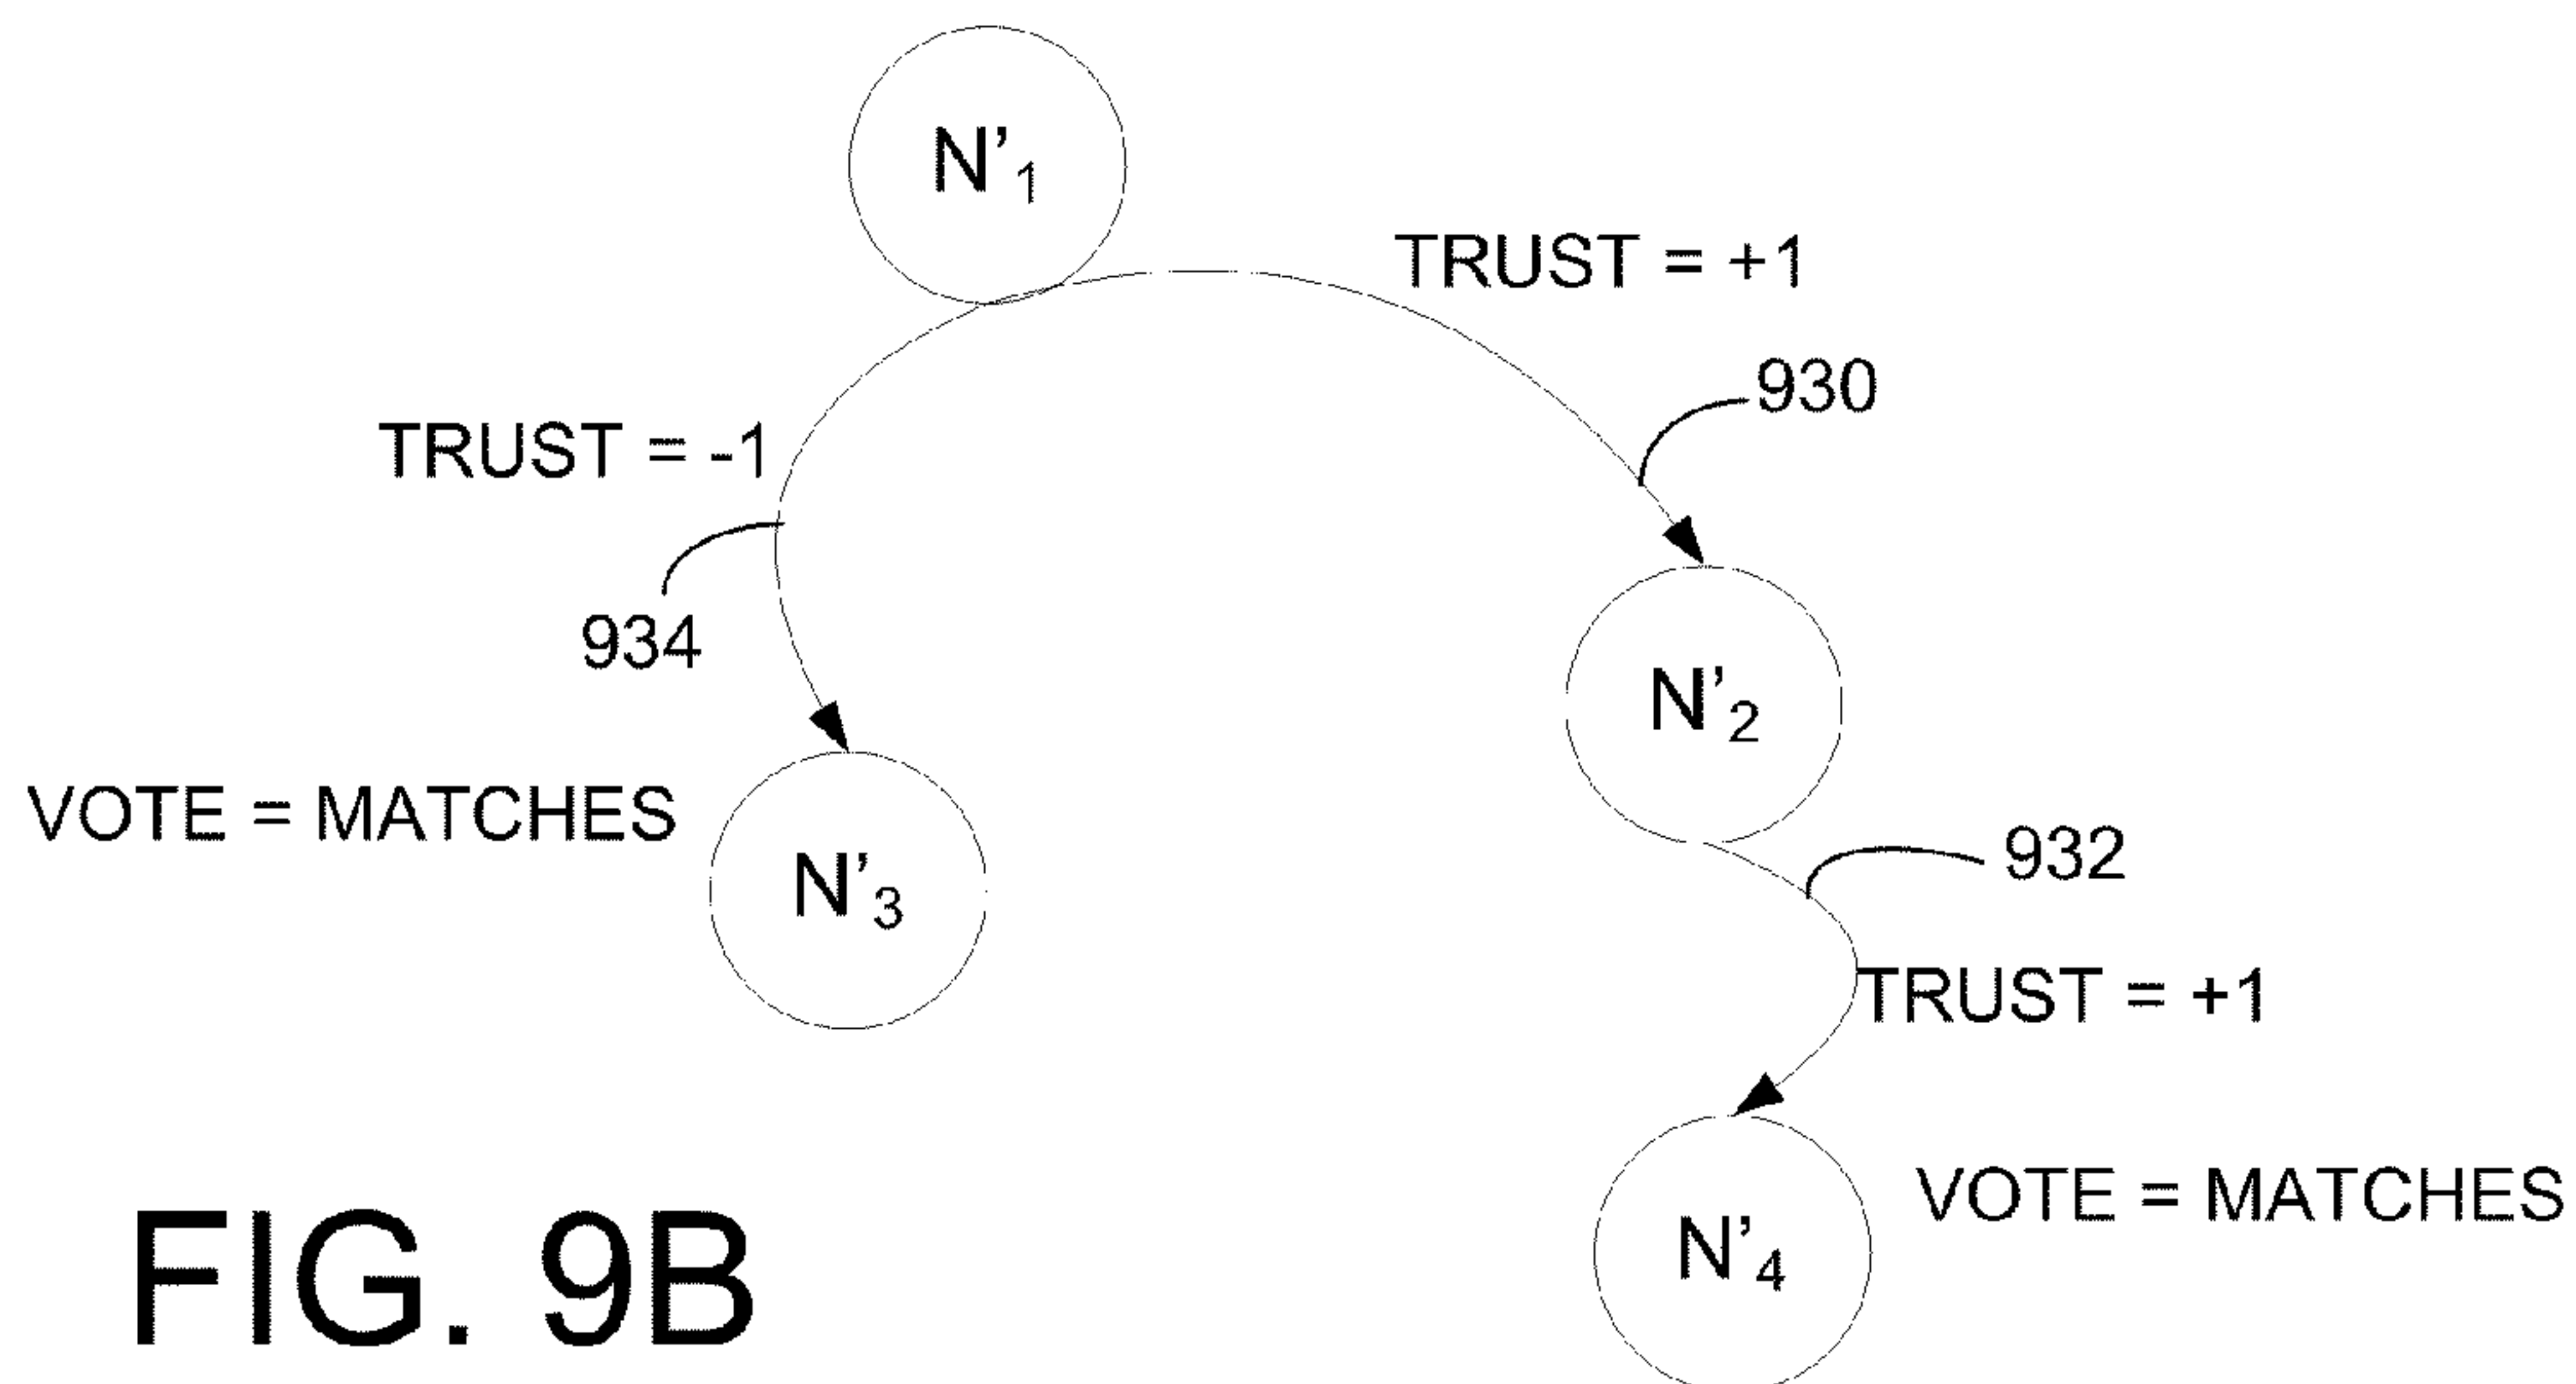 N’1
TRUST = +1
930
TRUST = -1
934
N’2
VOTE = MATCHES
N’3
932
TRUST = +1
VOTE = MATCHES
N’4
FIG. 9B